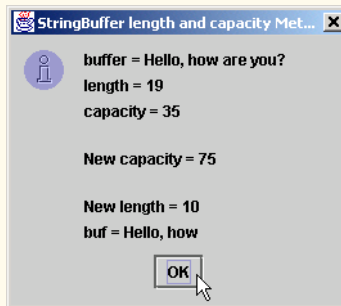 StringBuffer length and capacity Met...
buffer = Hello, how are you?
length = 19
capacity = 35
New capacity = 75
New length = 10
buf = Hello, how
OK